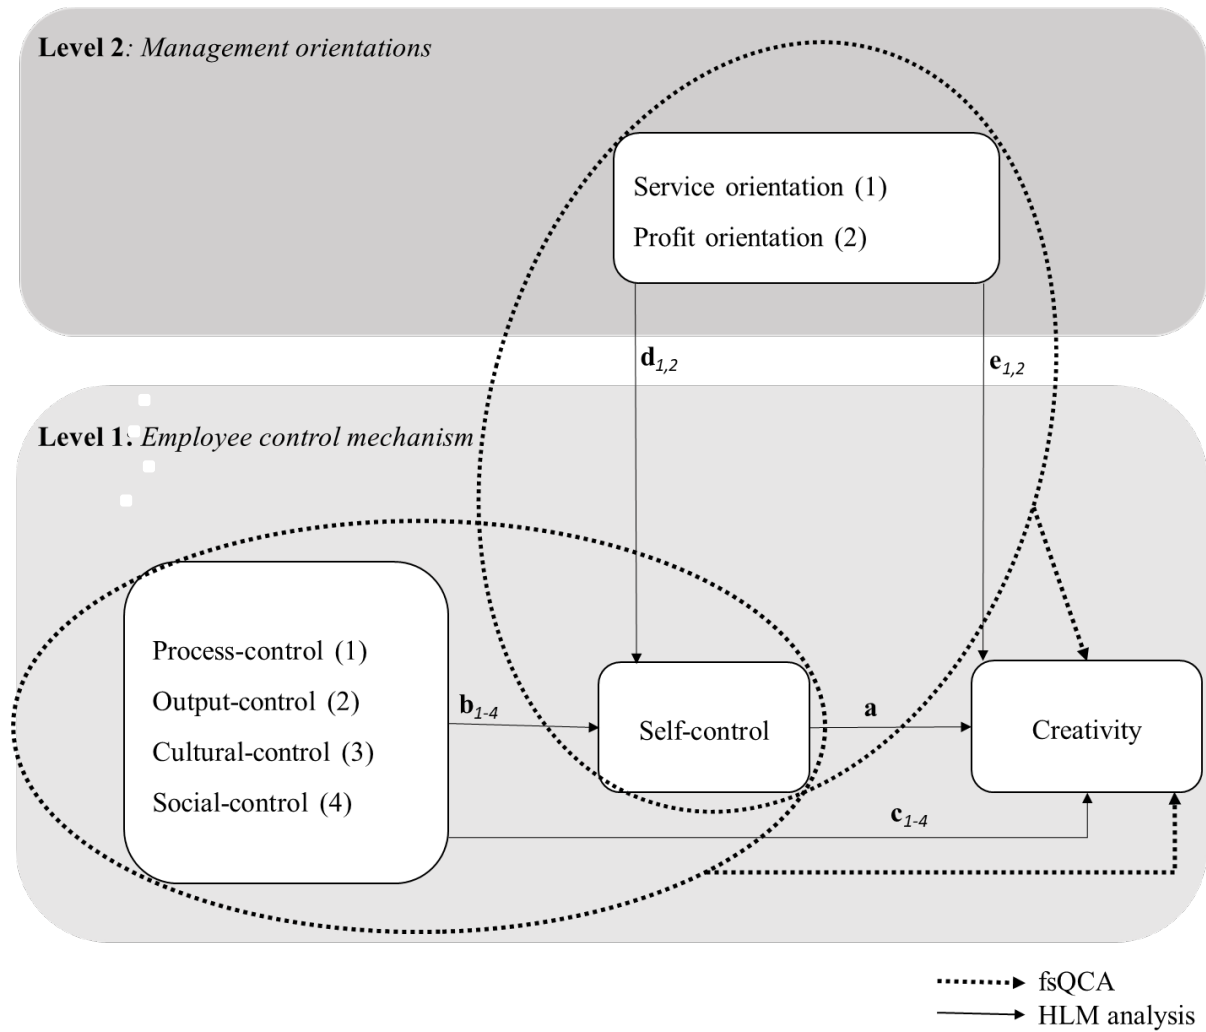 Level 2: Management orientations
Service orientation (1)
Profit orientation (2)
d1,2
e1,2
Level 1: Employee control mechanism
Process-control (1)
Output-control (2)
Cultural-control (3)
Social-control (4)
b1-4
Self-control
a
Creativity
c1-4
fsQCA
HLM analysis